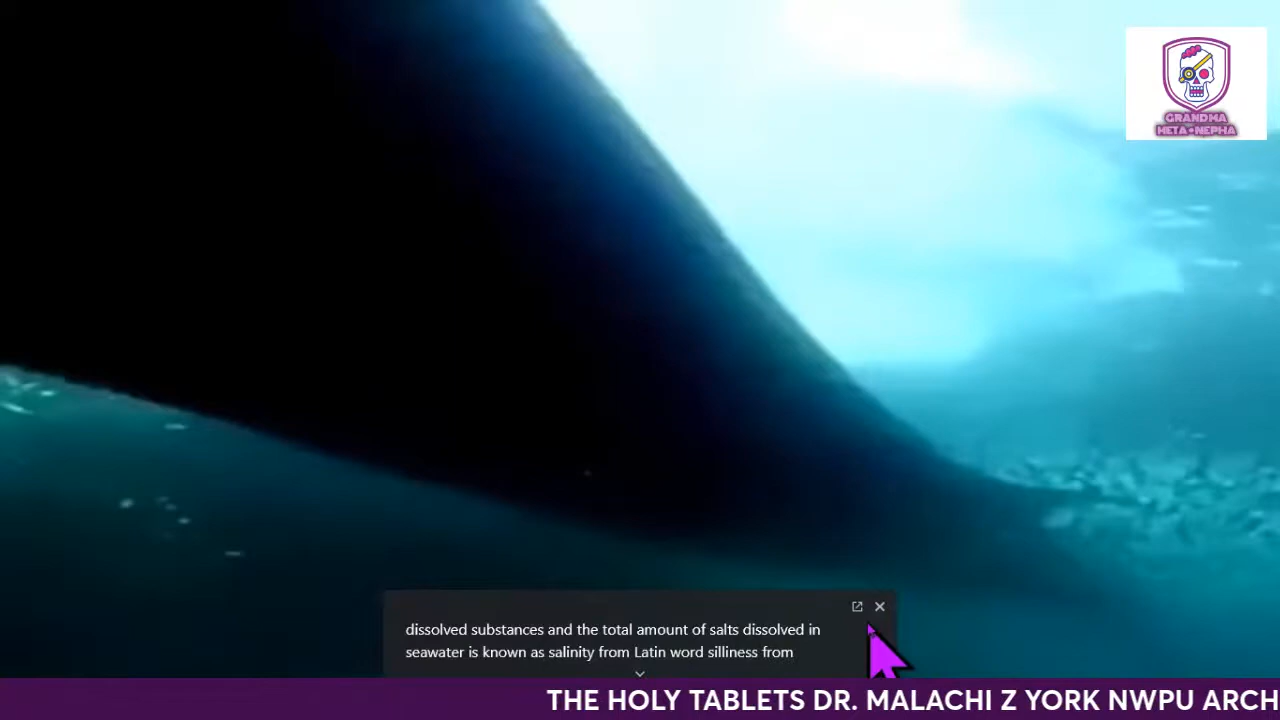 GRANDMA
META•NEPHA
dissolved substances and the total amount of salts dissolved in
seawater is known as salinity from Latin word silliness from
THE HOLY TABLETS DR. MALACHI Z YORK NWPU ARCH